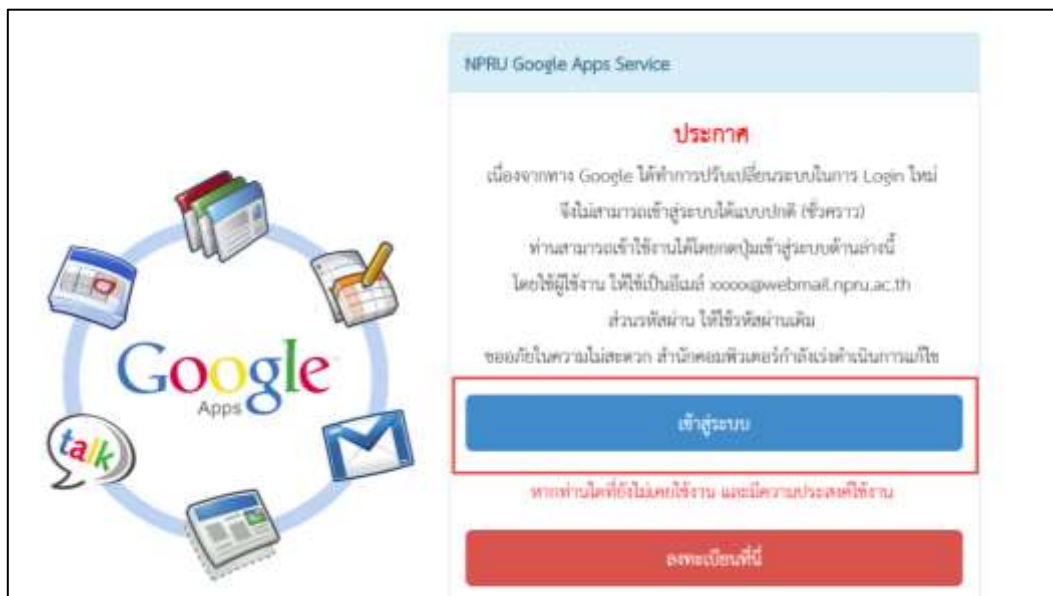 NPRU Google Apps Service
ประกาศ
เนื่องจากทาง Google ได้ทำการปรับเปลี่ยนระบบในการ Login ใหม่
จึงไม่สามารถเข้าสู่ระบบได้แบบปกติ (ชั่วคราว)
ท่านสามารถเข้าใช้งานได้โดยกดปุ่มเข้าสู่ระบบด้านล่างนี้
โดยใช้ผู้ใช้งาน ให้ใช้เป็นอีเมล์ xxxxx@webmail.npru.ac.th
ส่วนรหัสผ่าน ให้ใช้รหัสผ่านเดิม
ขออภัยในความไม่สะดวก สำนักคอมพิวเตอร์กำลังเร่งดำเนินการแก้ไข
เข้าสู่ระบบ
หากท่านใดที่ยังไม่เคยใช้งาน และมีความประสงค์ใช้งาน
ลงทะเบียนที่นี่
Google
Apps
talk